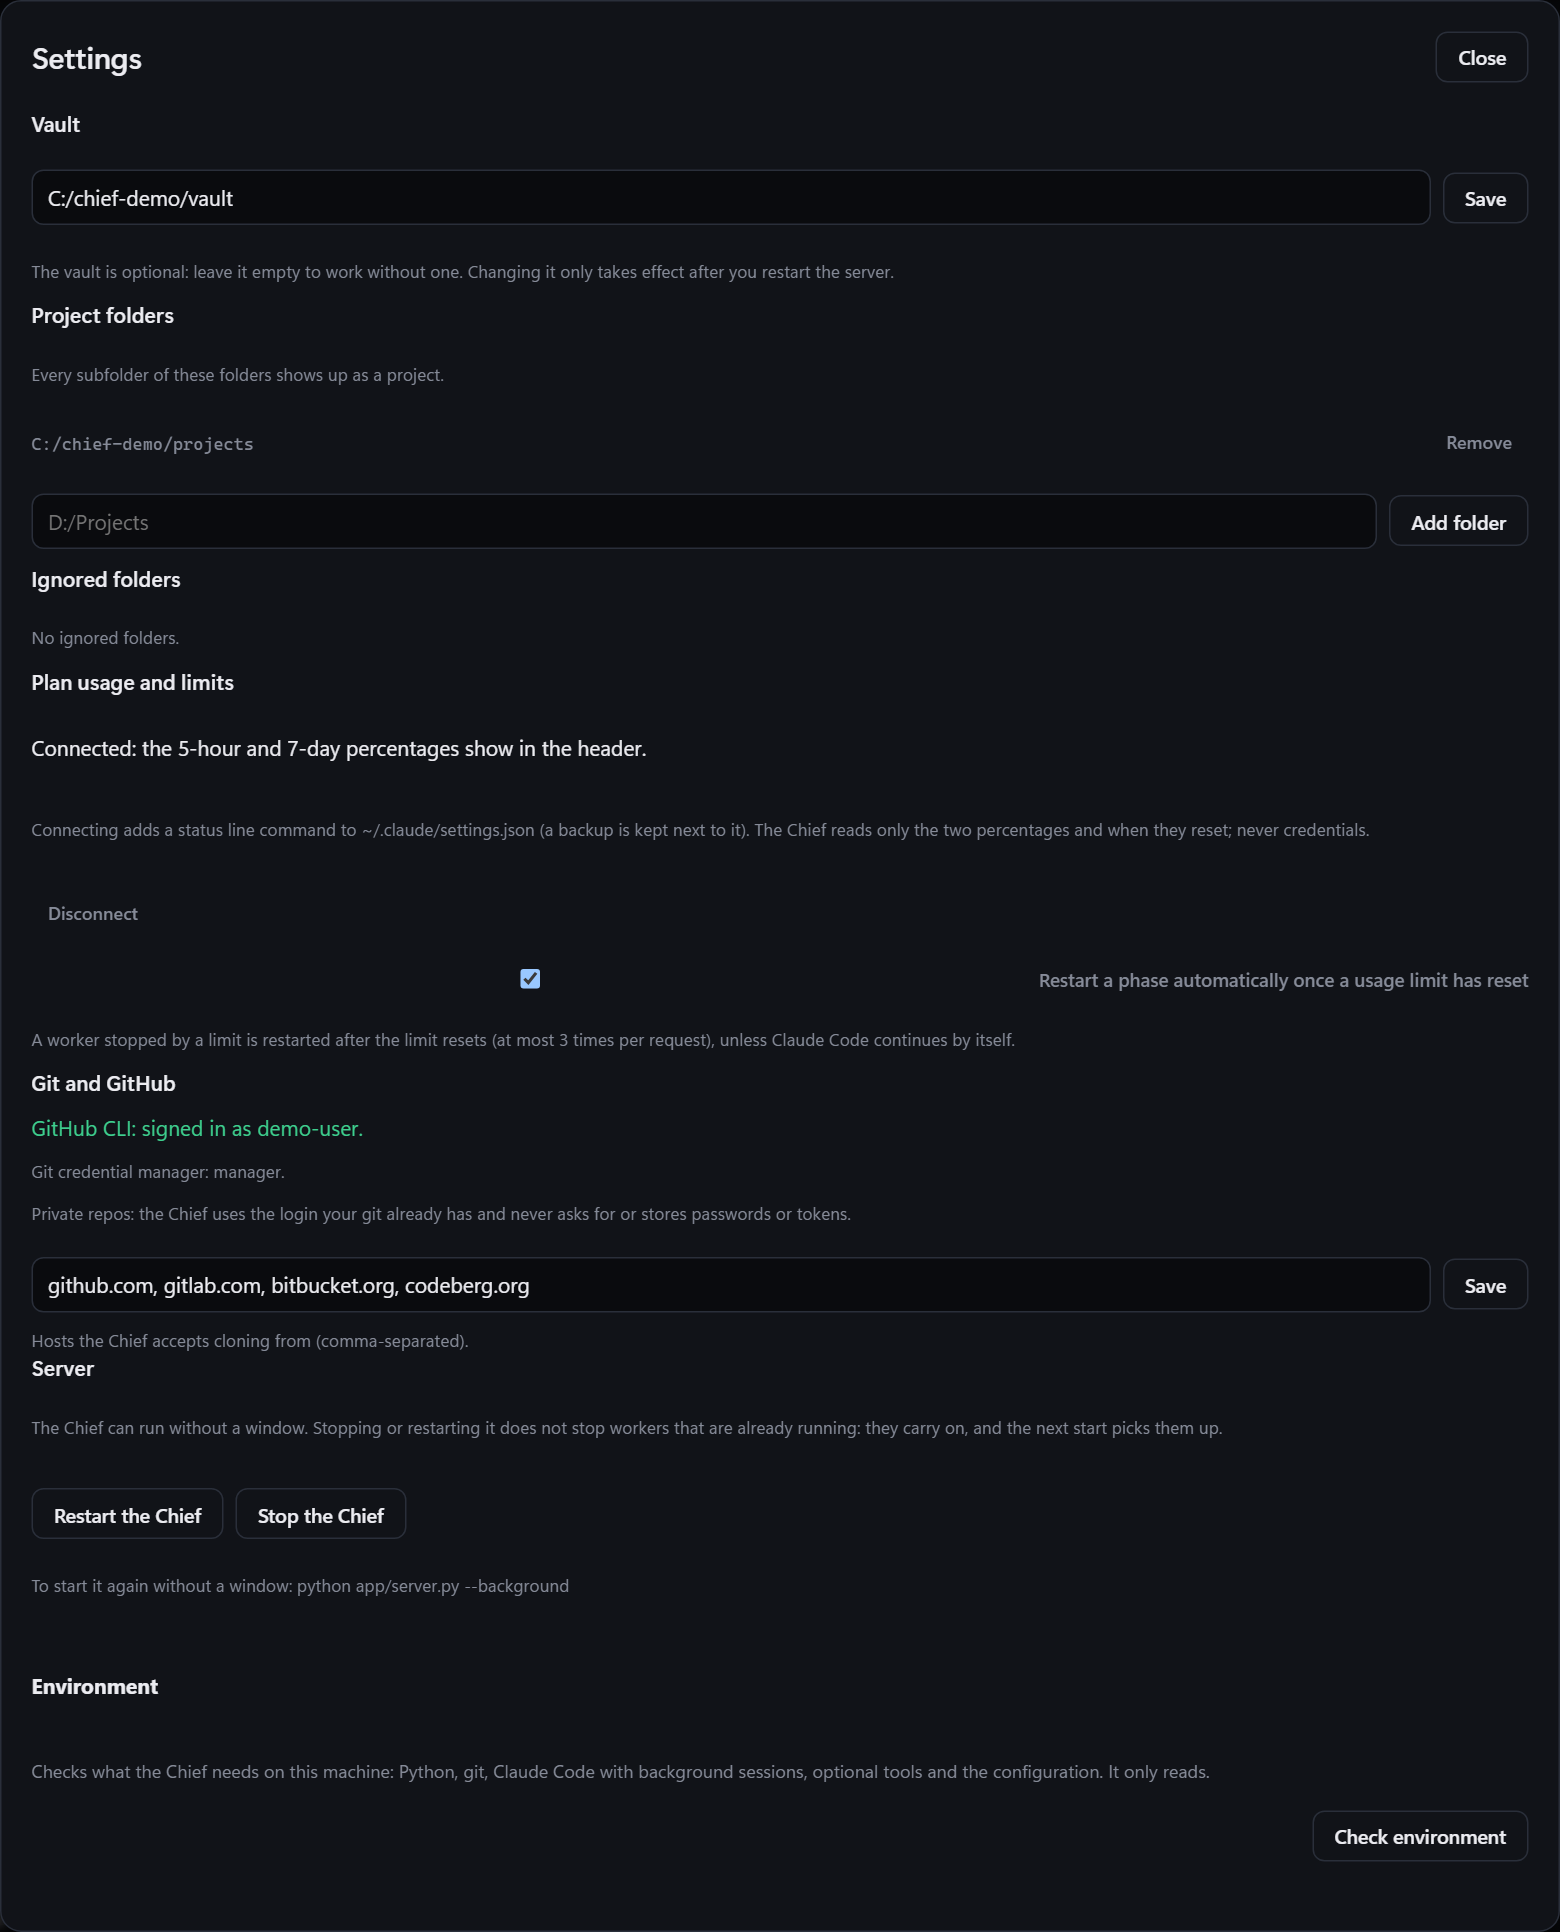 Settings
Close
Vault
C:/chief-demo/vault
Save
The vault is optional: leave it empty to work without one. Changing it only takes effect after you restart the server.
Project folders
Every subfolder of these folders shows up as a project.
C:/chief-demo/projects
Remove
D:/Projects
Add folder
Ignored folders
No ignored folders.
Plan usage and limits
Connected: the 5-hour and 7-day percentages show in the header.
Connecting adds a status line command to ~/.claude/settings.json (a backup is kept next to it). The Chief reads only the two percentages and when they reset; never credentials.
Disconnect
Restart a phase automatically once a usage limit has reset
A worker stopped by a limit is restarted after the limit resets (at most 3 times per request), unless Claude Code continues by itself.
Git and GitHub
GitHub CLI: signed in as demo-user.
Git credential manager: manager.
Private repos: the Chief uses the login your git already has and never asks for or stores passwords or tokens.
github.com, gitlab.com, bitbucket.org, codeberg.org
Save
Hosts the Chief accepts cloning from (comma-separated).
Server
The Chief can run without a window. Stopping or restarting it does not stop workers that are already running: they carry on, and the next start picks them up.
Restart the Chief
Stop the Chief
To start it again without a window: python app/server.py --background
Environment
Checks what the Chief needs on this machine: Python, git, Claude Code with background sessions, optional tools and the configuration. It only reads.
Check environment